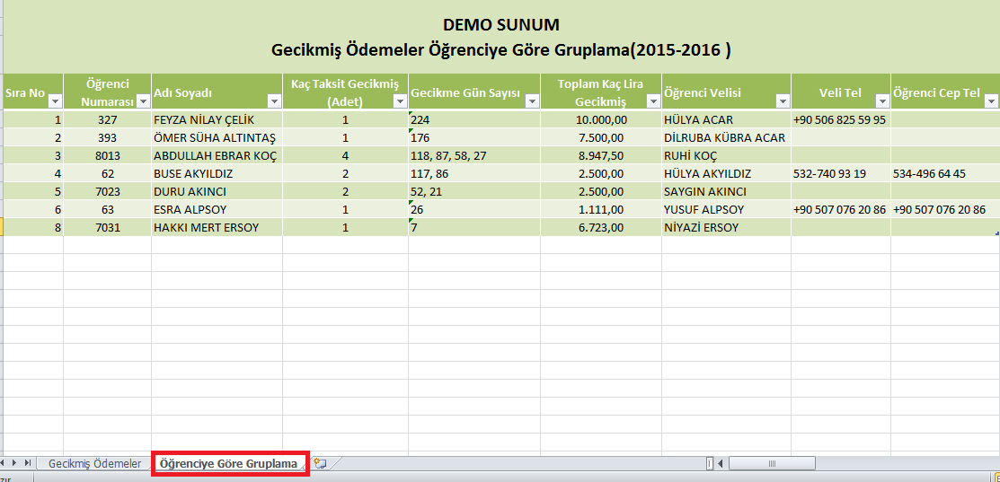 DEMO SUNUM
Gecikmiş Ödemeler Öğrenciye Göre Gruplama(2015-2016 )
Sıra No Öğrenci Numarası Adı Soyadı Kaç Taksit Gecikmiş (Adet) Gecikme Gün Sayısı Toplam Kaç Lira Gecikmiş Öğrenci Velisi Veli Tel Öğrenci Cep Tel
1 327 FEYZA NİLAY ÇELİK 1 224 10.000,00 HÜLYA ACAR +90 506 825 59 95
2 393 ÖMER SÜHA ALTINTAŞ 1 176 7.500,00 DİLRUBA KÜBRA ACAR
3 8013 ABDULLAH EBRAR KOÇ 4 118, 87, 58, 27 8.947,50 RUHİ KOÇ
4 62 BUSE AKYILDIZ 2 117, 86 2.500,00 HÜLYA AKYILDIZ 532-740 93 19 534-496 64 45
5 7023 DURU AKINCI 2 52, 21 2.500,00 SAYGIN AKINCI
6 63 ESRA ALPSOY 1 26 1.111,00 YUSUF ALPSOY +90 507 076 20 86 +90 507 076 20 86
8 7031 HAKKI MERT ERSOY 1 7 6.723,00 NİYAZİ ERSOY
Gecikmiş Ödemeler Öğrenciye Göre Gruplama